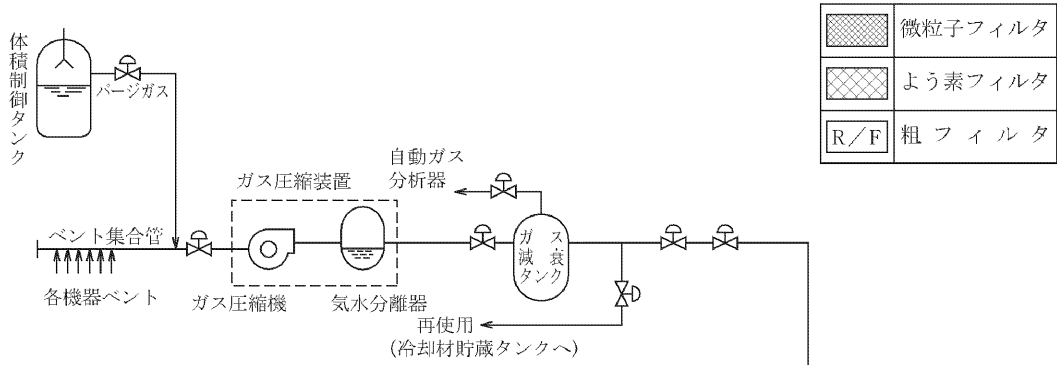 体積制御タンク
パージガス
微粒子フィルタ
よう素フィルタ
R/F 粗フィルタ
自動ガス
分析器
ガス圧縮装置
ベント集合管
ガス
減衰
タンク
各機器ベント
ガス圧縮機
気水分離器
再使用
(冷却材貯蔵タンクへ)